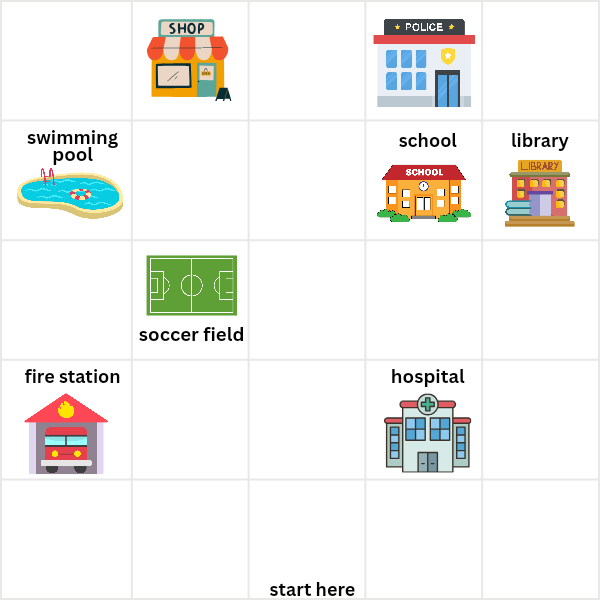 SHOP
POLICE
swimming
pool
school
SCHOOL
library
LIBRARY
soccer field
fire station
hospital
start here